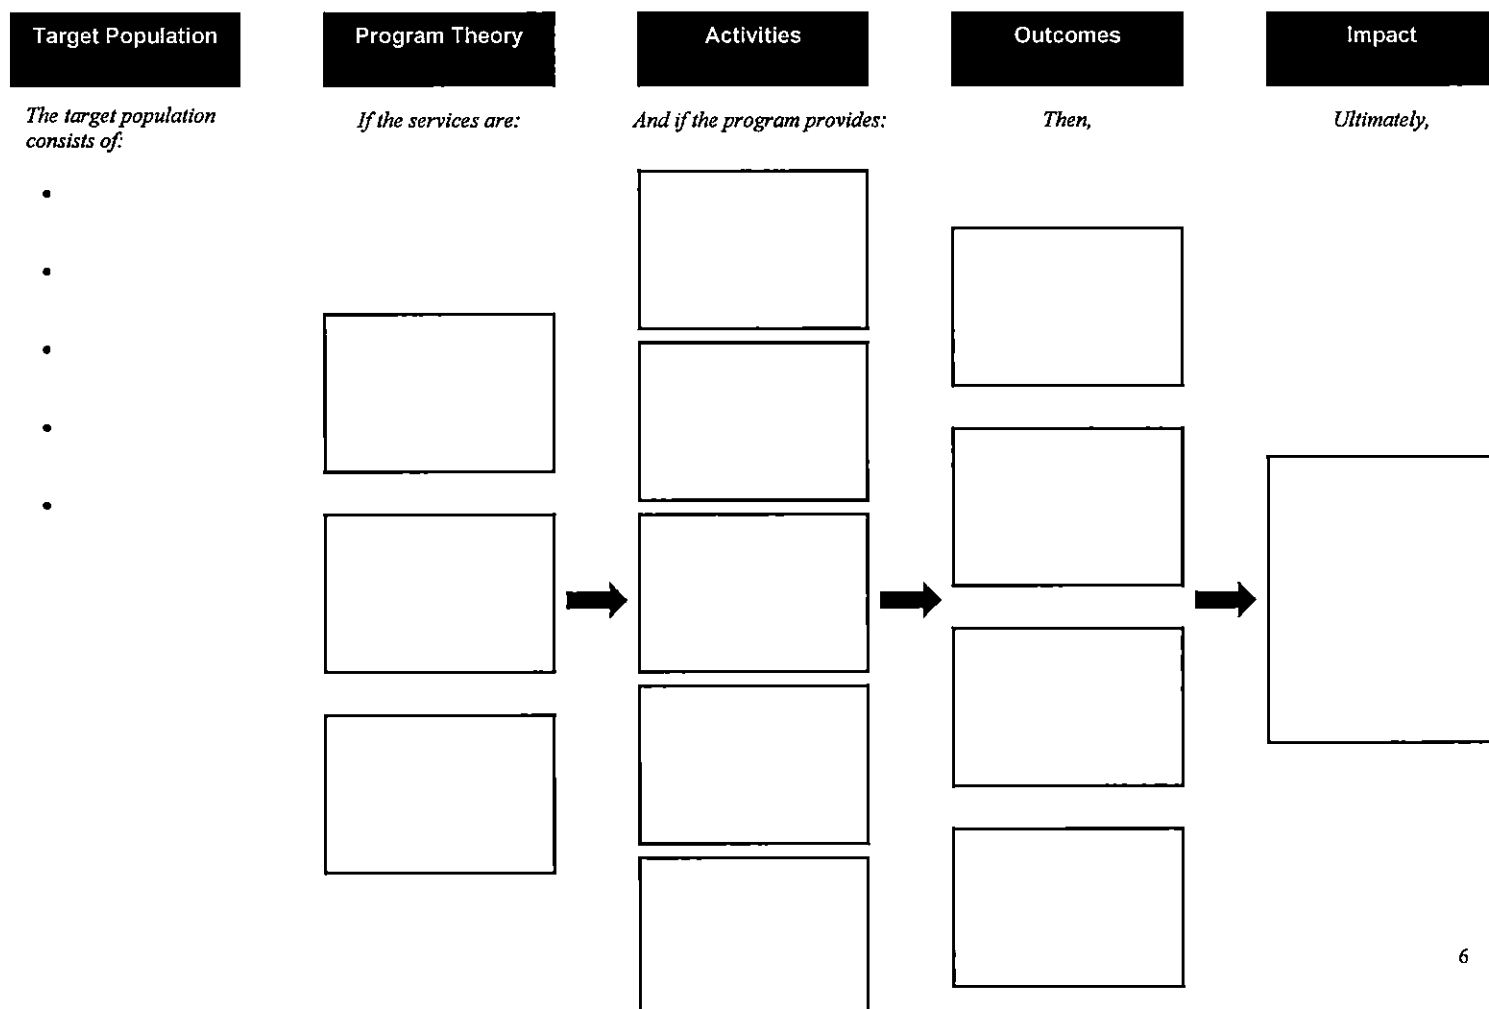 Target Population
Program Theory
Activities
Outcomes
Impact
The target population
consists of:
If the services are:
And if the program provides:
Then,
Ultimately,
•
•
•
•
•
6